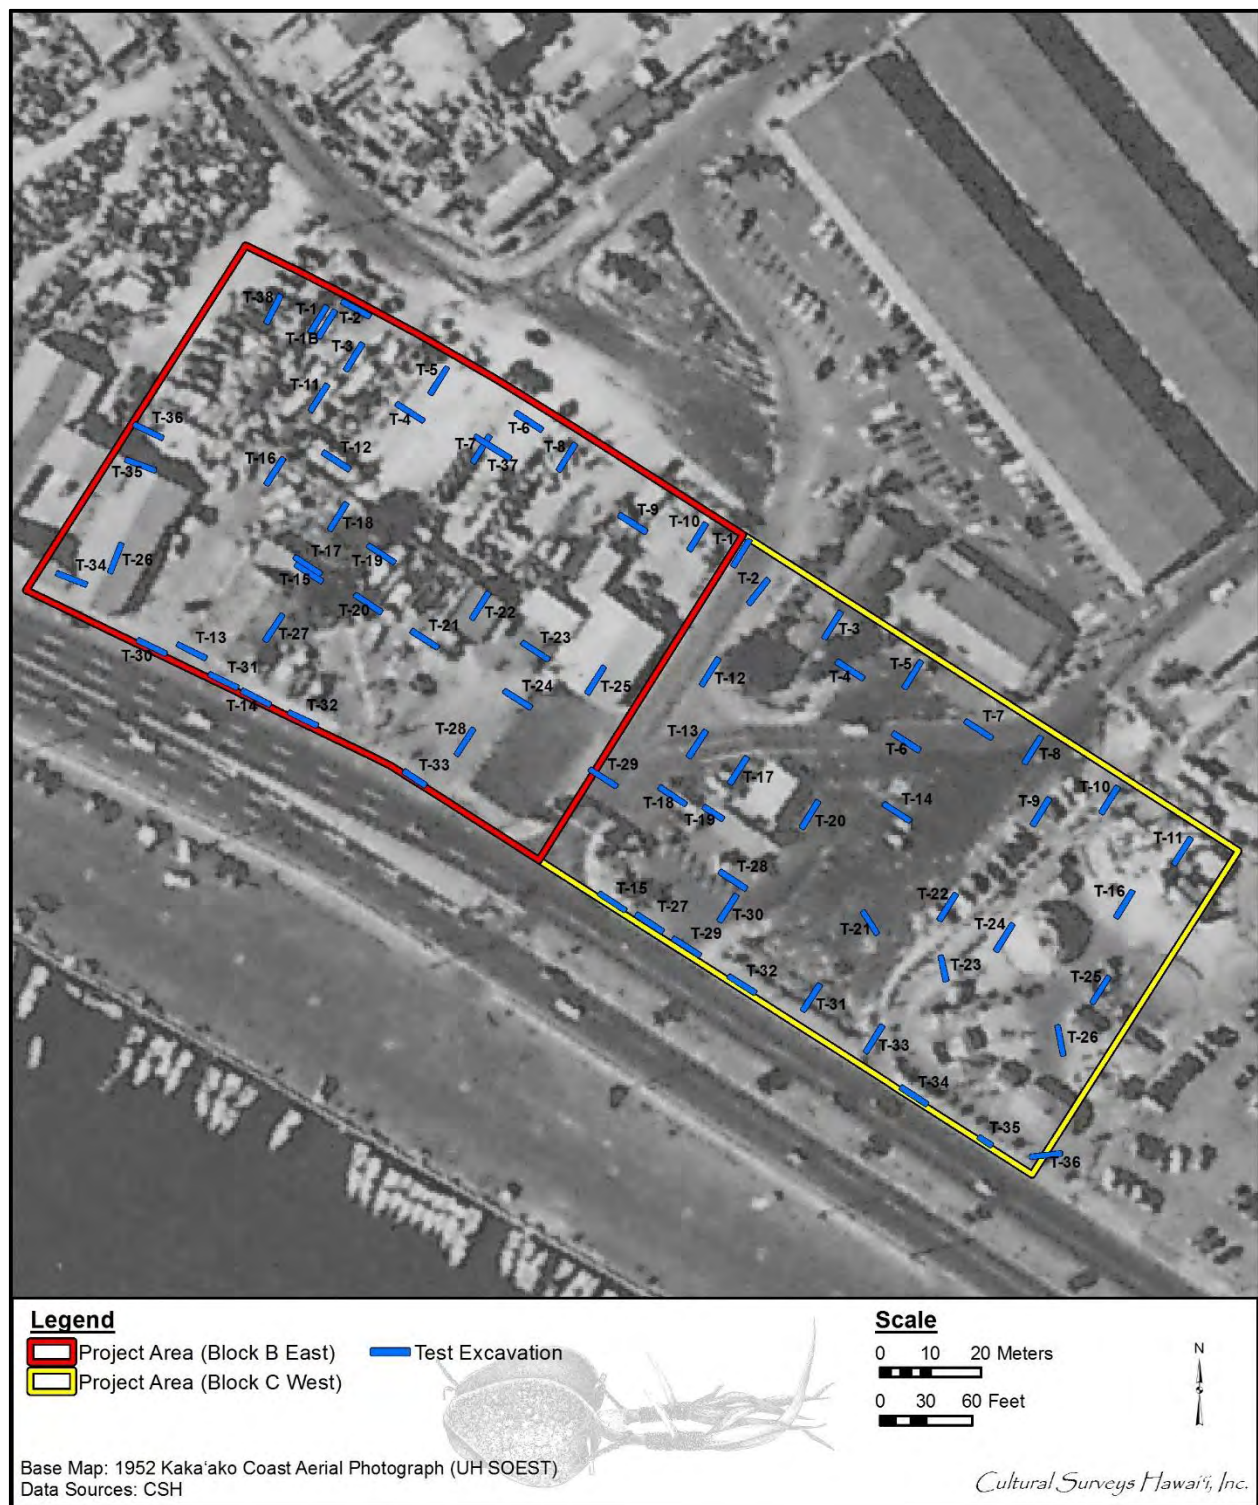 T-38
T-1
T-2
T-1B
T-3
T-5
T-11
T-4
T-6
T-36
T-7
T-8
T-12
T-37
T-35
T-16
T-18
T-9
T-10
T-1
T-17
T-19
T-26
T-34
T-15
T-2
T-20
T-22
T-3
T-27
T-21
T-13
T-23
T-30
T-31
T-4
T-5
T-12
T-25
T-14
T-32
T-24
T-28
T-13
T-7
T-6
T-8
T-33
T-29
T-17
T-18
T-19
T-14
T-20
T-9
T-10
T-11
T-28
T-15
T-27
T-30
T-22
T-16
T-29
T-21
T-24
T-23
T-32
T-25
T-31
T-26
T-33
T-34
T-35
T-36
Legend
Project Area (Block B East)
Test Excavation
Project Area (Block C West)
Scale
0 10 20 Meters
0 30 60 Feet
N
Base Map: 1952 Kakaʻako Coast Aerial Photograph (UH SOEST)
Data Sources: CSH
Cultural Surveys Hawaiʻi, Inc.